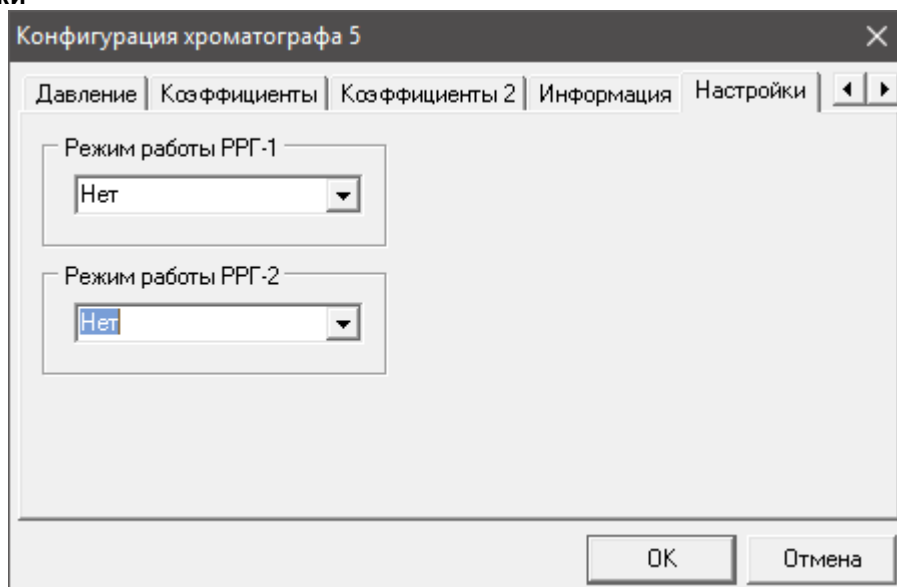 ки
Конфигурация хроматографа 5
Давление Коэффициенты Коэффициенты 2 Информация Настройки
Режим работы РРГ-1
Нет
Режим работы РРГ-2
Нет
OK Отмена